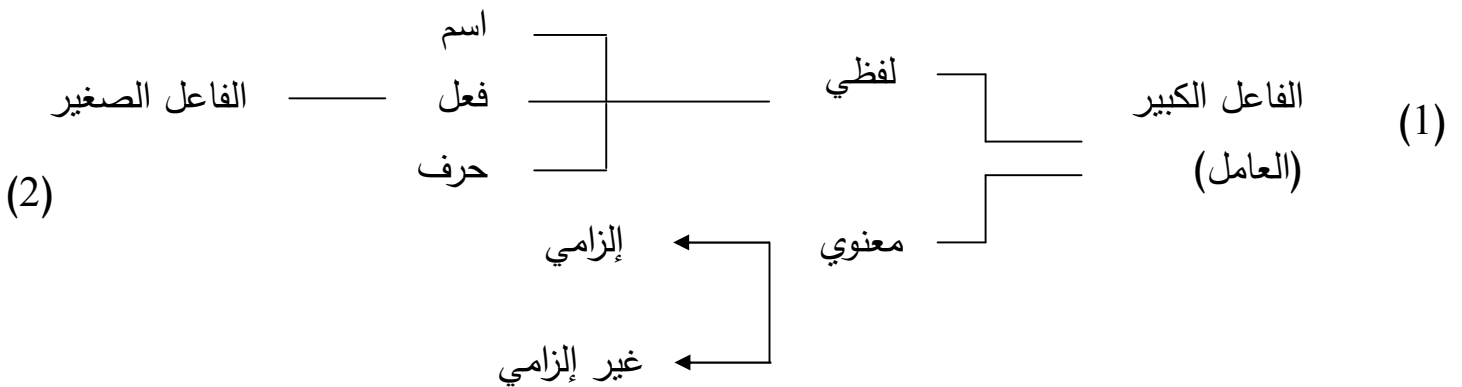 (1)
الفاعل الكبير
(العامل)
لفظي
معنوي
اسم
فعل
حرف
إلزامي
غير إلزامي
الفاعل الصغير
(2)